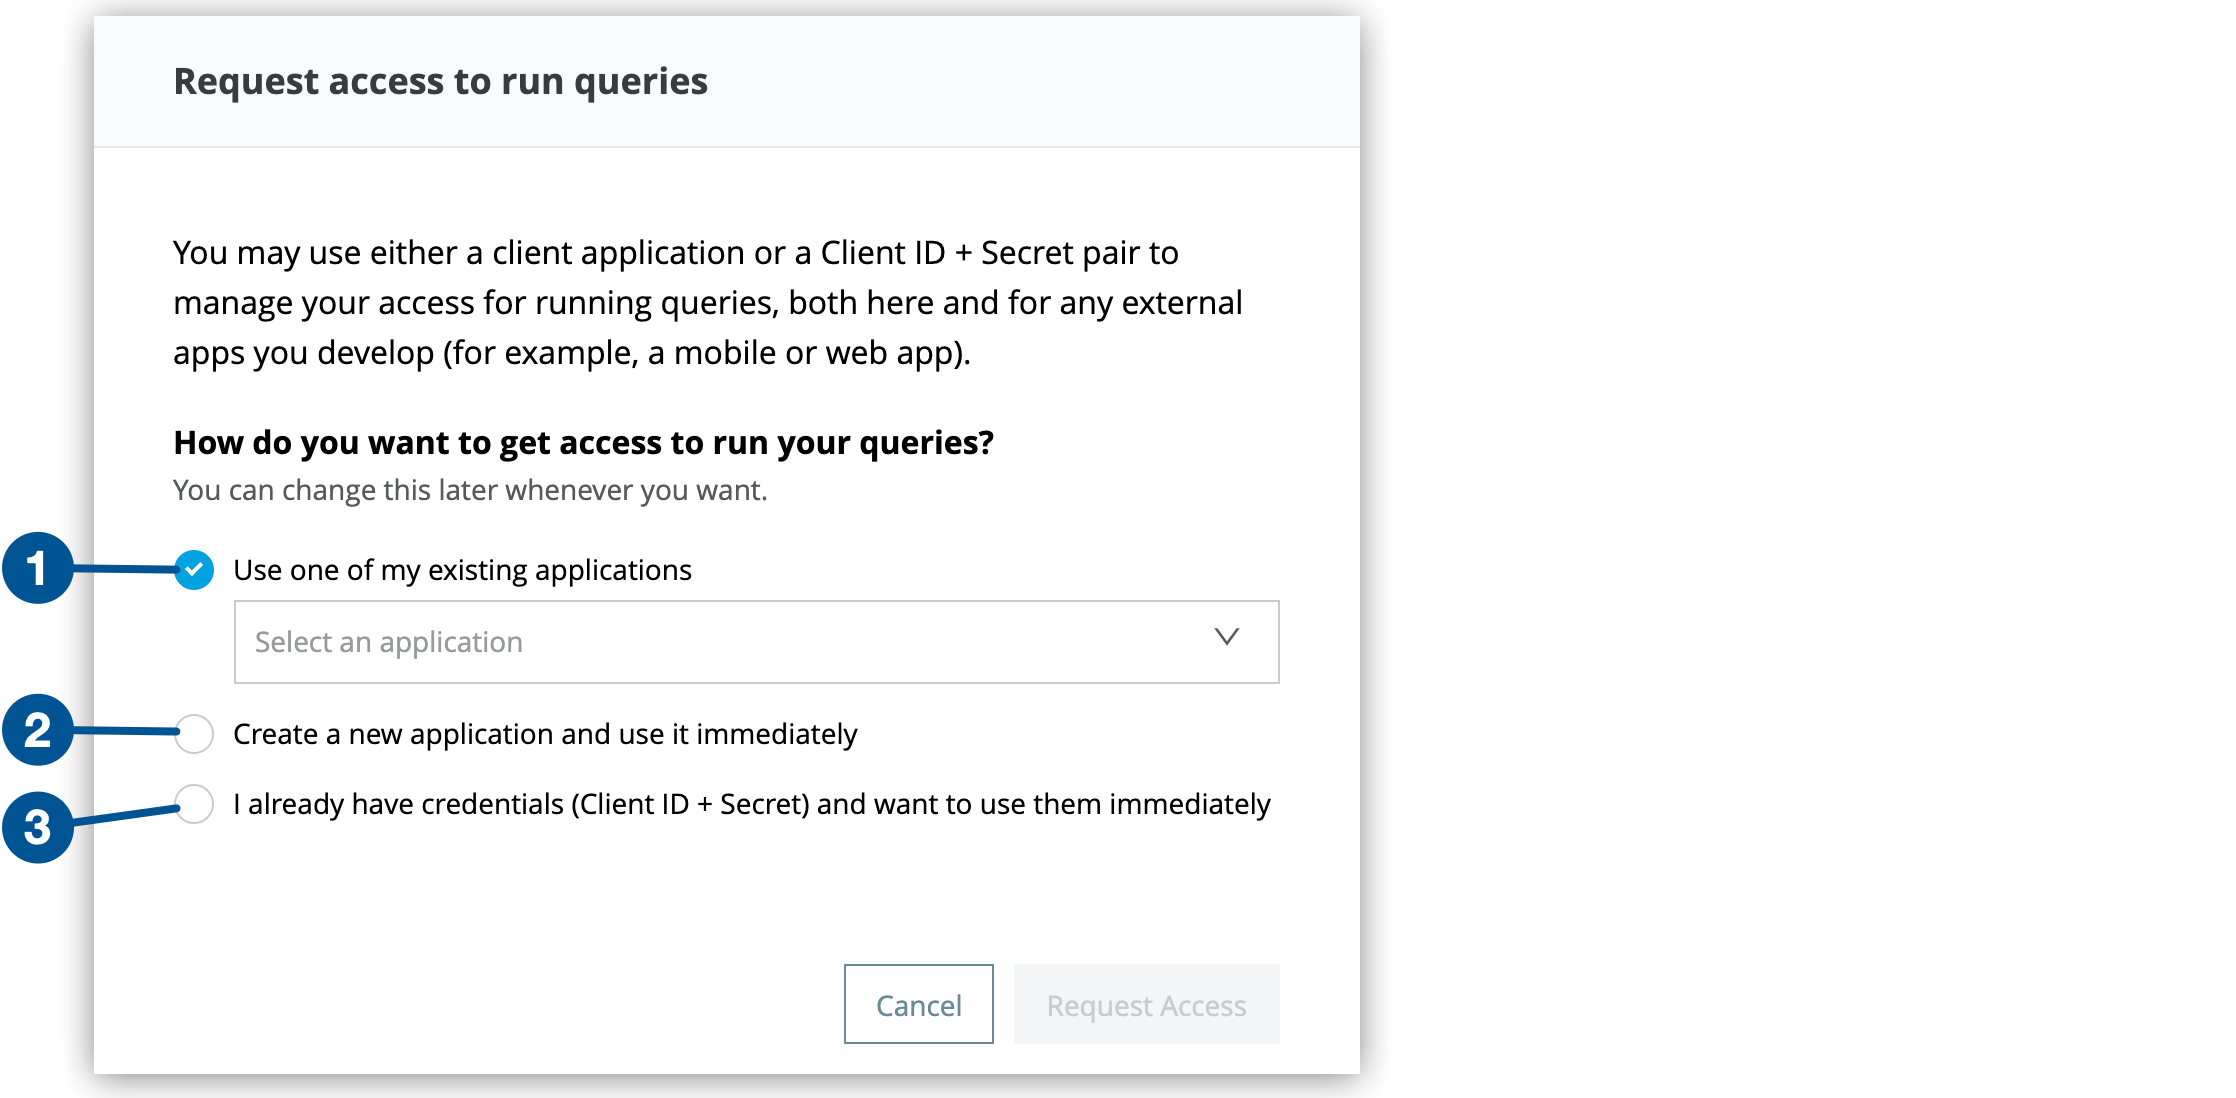 Request access to run queries
You may use either a client application or a Client ID + Secret pair to
manage your access for running queries, both here and for any external
apps you develop (for example, a mobile or web app).
How do you want to get access to run your queries?
You can change this later whenever you want.
1 Use one of my existing applications
Select an application
2 Create a new application and use it immediately
3 I already have credentials (Client ID + Secret) and want to use them immediately
Cancel Request Access